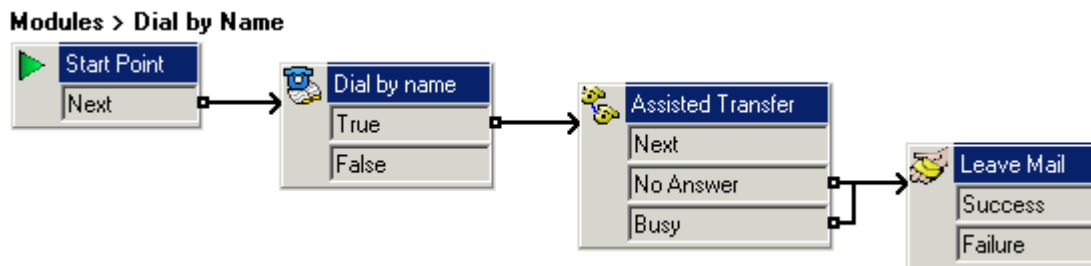 Modules > Dial by Name
Start Point
Next
Dial by name
True
False
Assisted Transfer
Next
No Answer
Busy
Leave Mail
Success
Failure